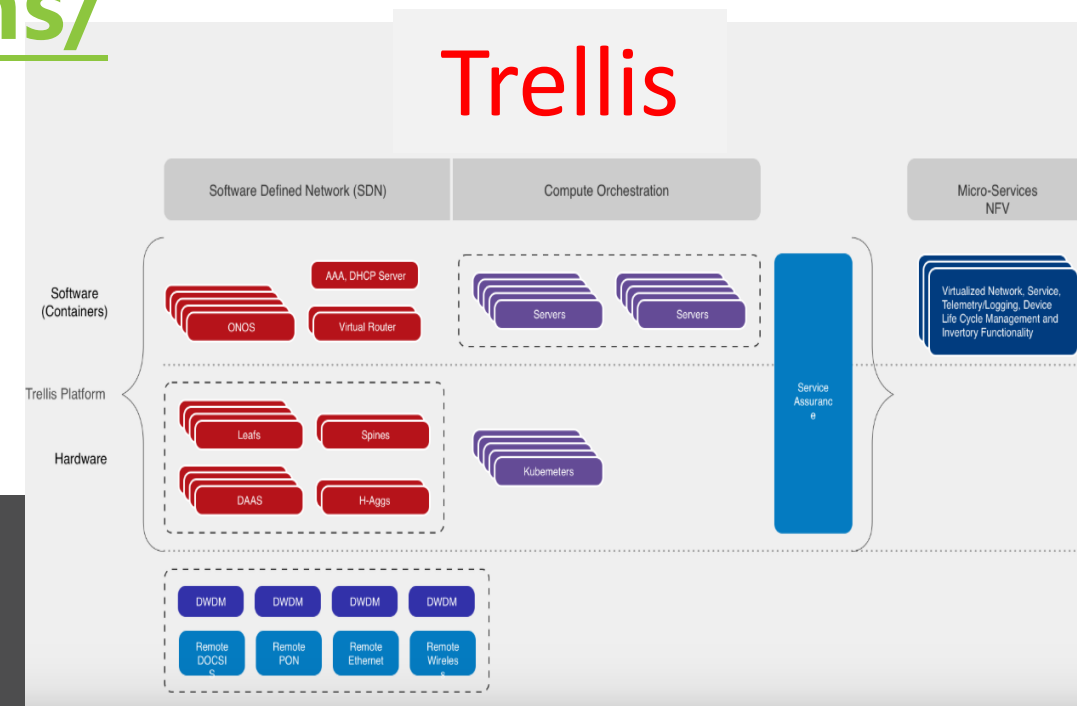 ns/
Trellis
Software Defined Network (SDN)
Compute Orchestration
Micro-Services
NFV
Software
(Containers)
AAA, DHCP Server
ONOS
Virtual Router
Servers
Servers
Virtualized Network, Service,
Telemetry/Logging, Device
Life Cycle Management and
Invertory Functionality
Trellis Platform
Service
Assuranc
e
Hardware
Leafs
Spines
DAAS
H-Aggs
Kubemeters
DWDM
DWDM
DWDM
DWDM
Remote
DOCSI
S
Remote
PON
Remote
Ethernet
Remote
Wireles
s